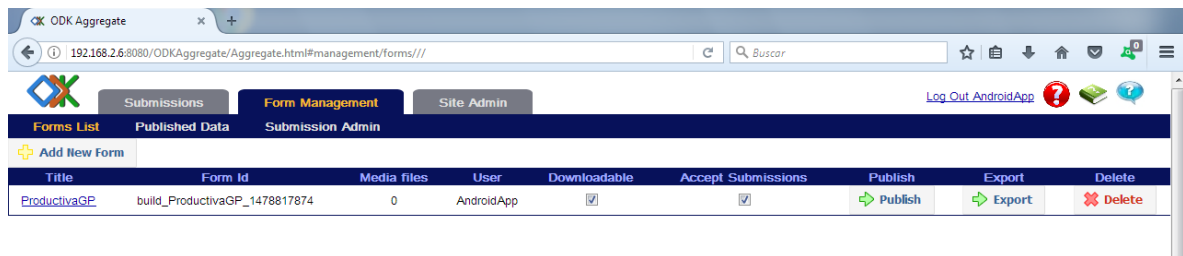 ODK Aggregate
192.168.2.6:8080/ODKAggregate/Aggregate.html#management/forms/// Buscar 0
Submissions Form Management Site Admin Log Out AndroidApp
Forms List Published Data Submission Admin
Add New Form
Title Form Id Media files User Downloadable Accept Submissions Publish Export Delete
ProductivaGP build_ProductivaGP_1478817874 0 AndroidApp Publish Export Delete